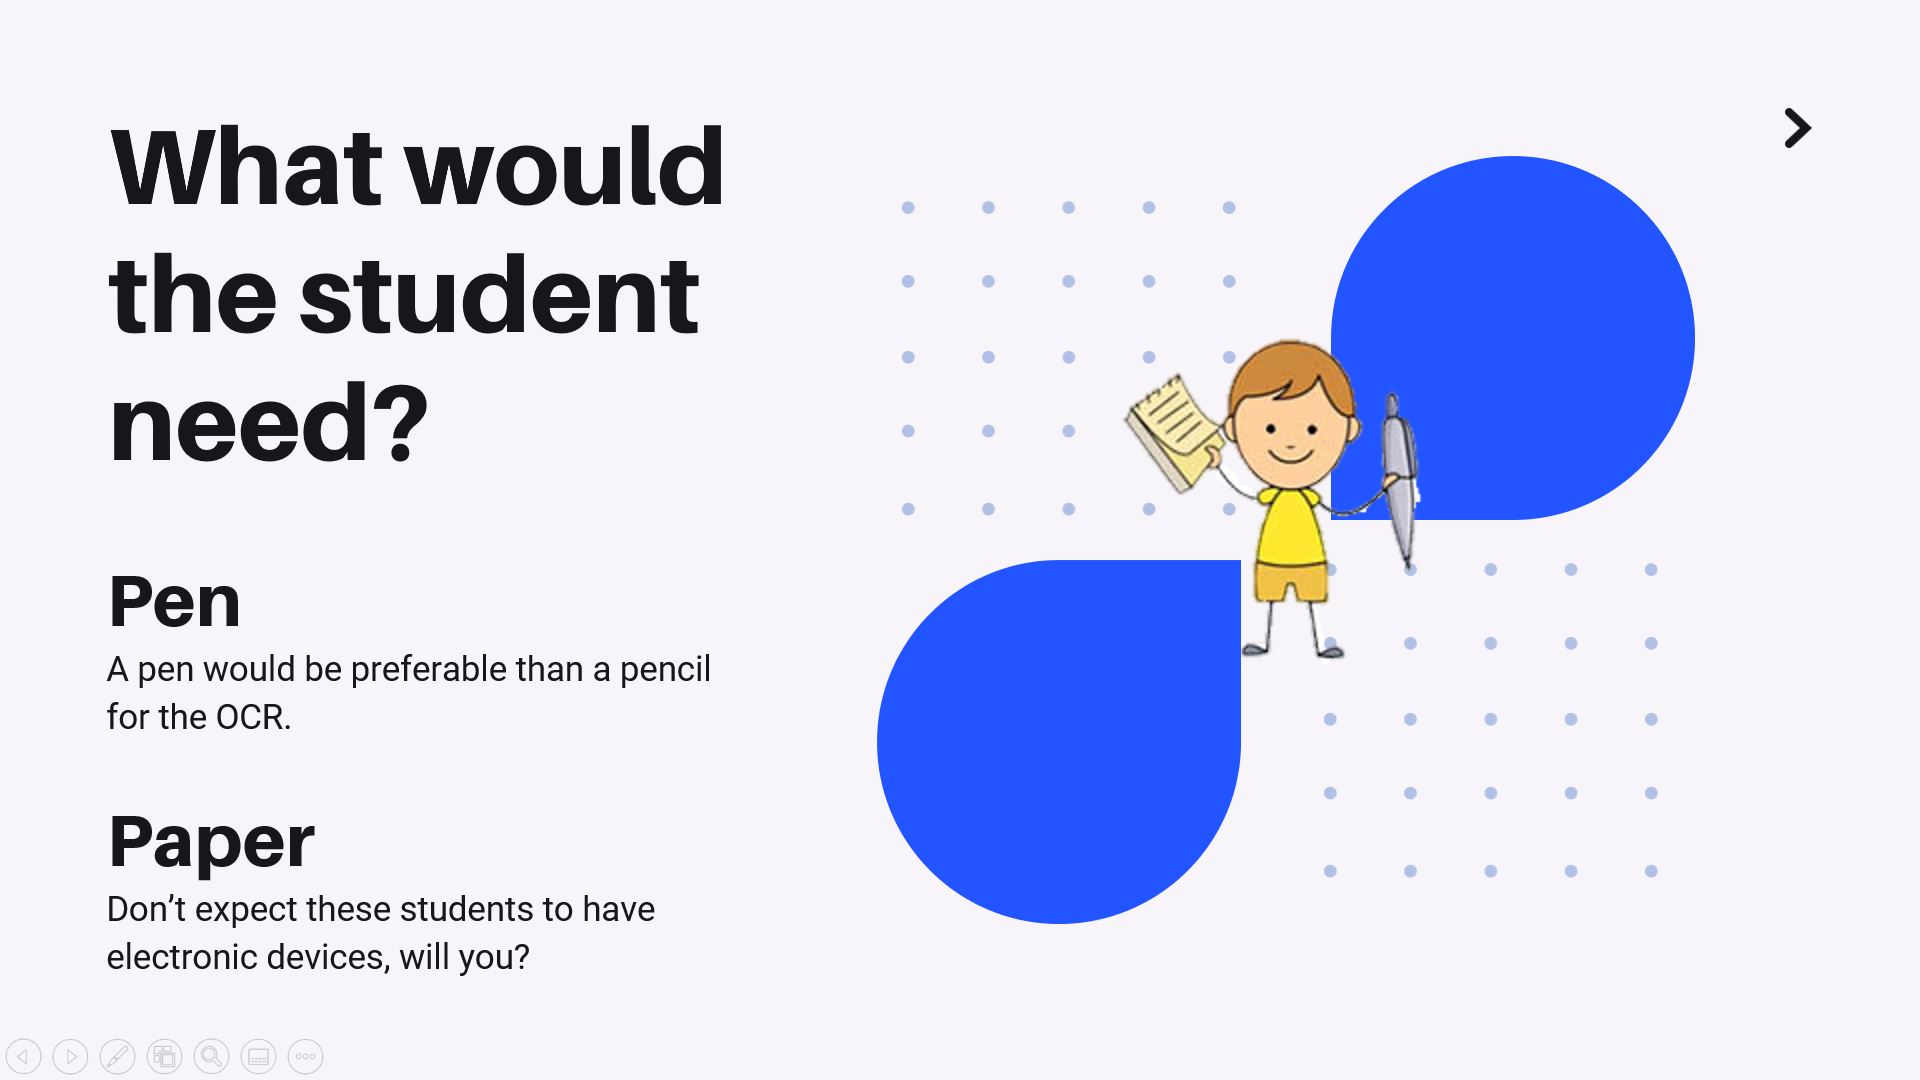 What would
the student
need?
Pen
A pen would be preferable than a pencil
for the OCR.
Paper
Don’t expect these students to have
electronic devices, will you?